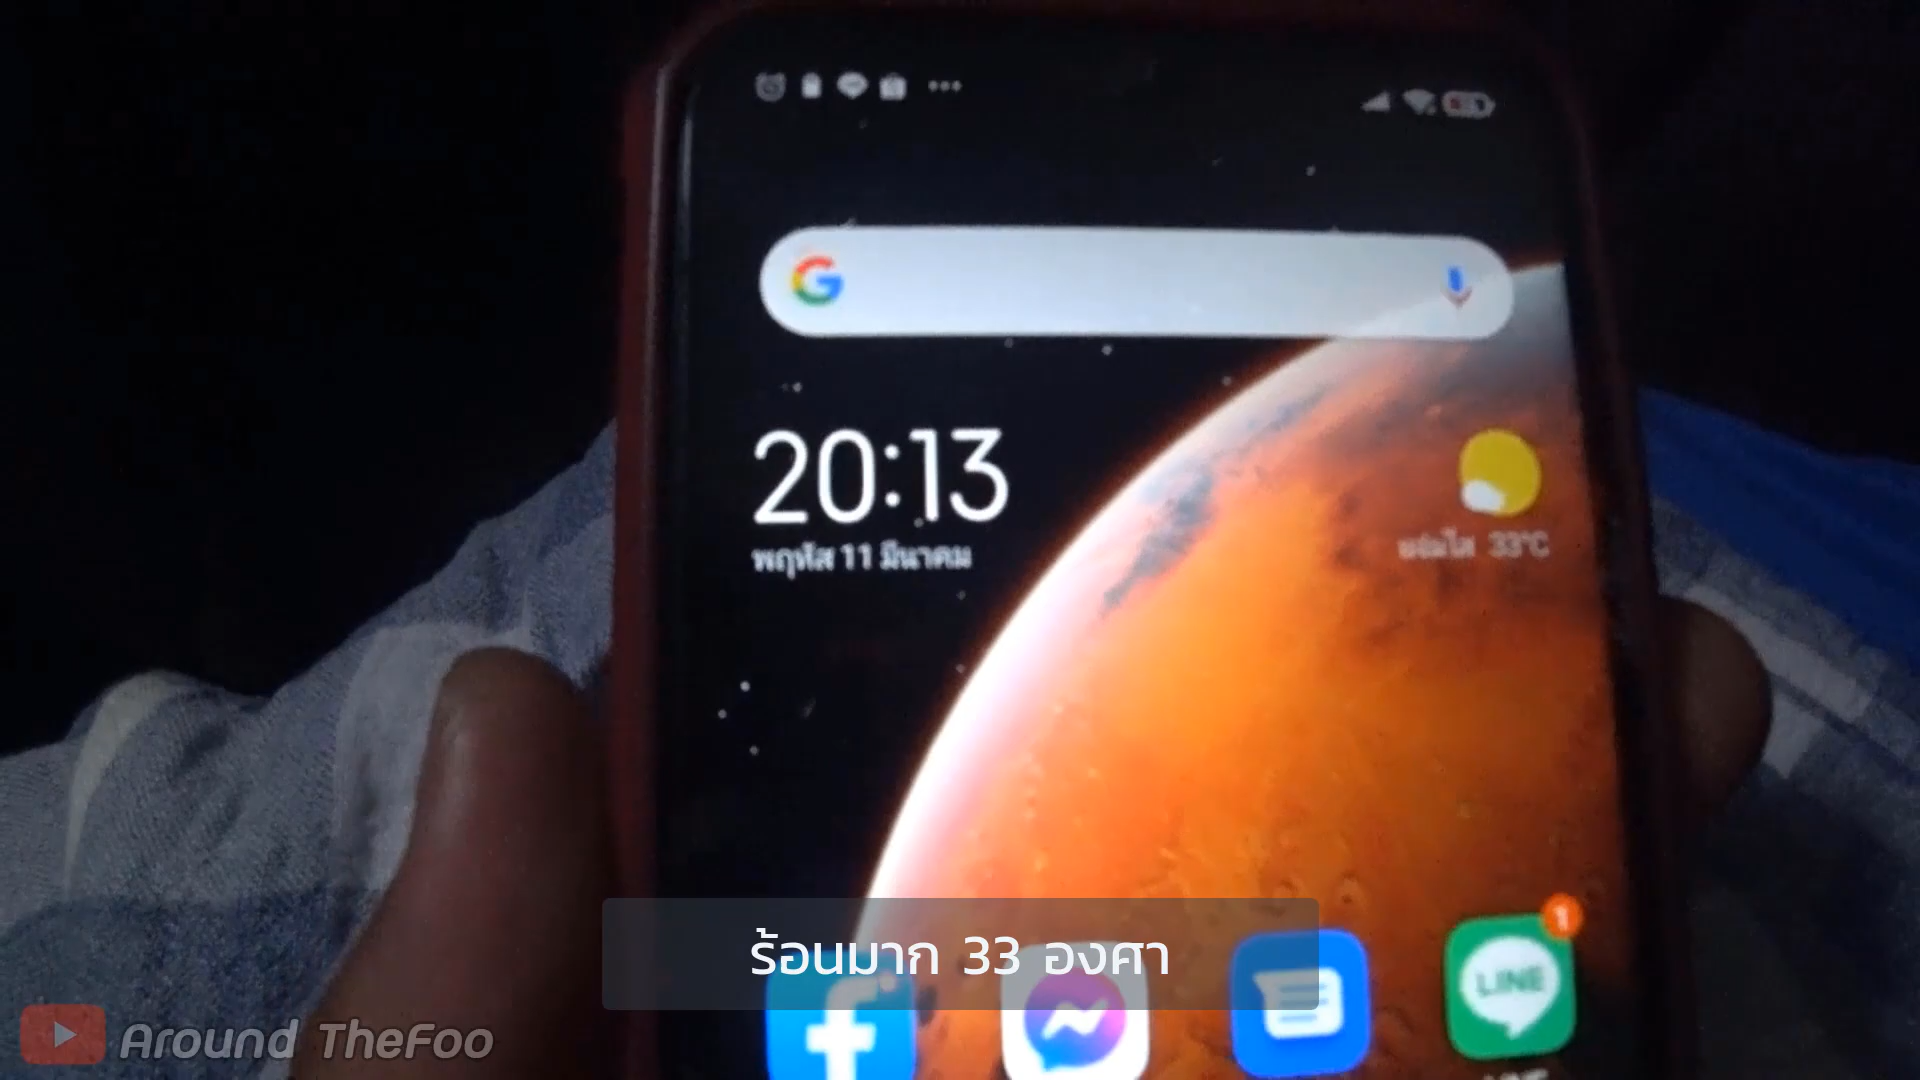 20:13
พฤหัส 11 มีนาคม
33°C
1
ร้อนมาก 33 องศา
LINE
Around TheFoo